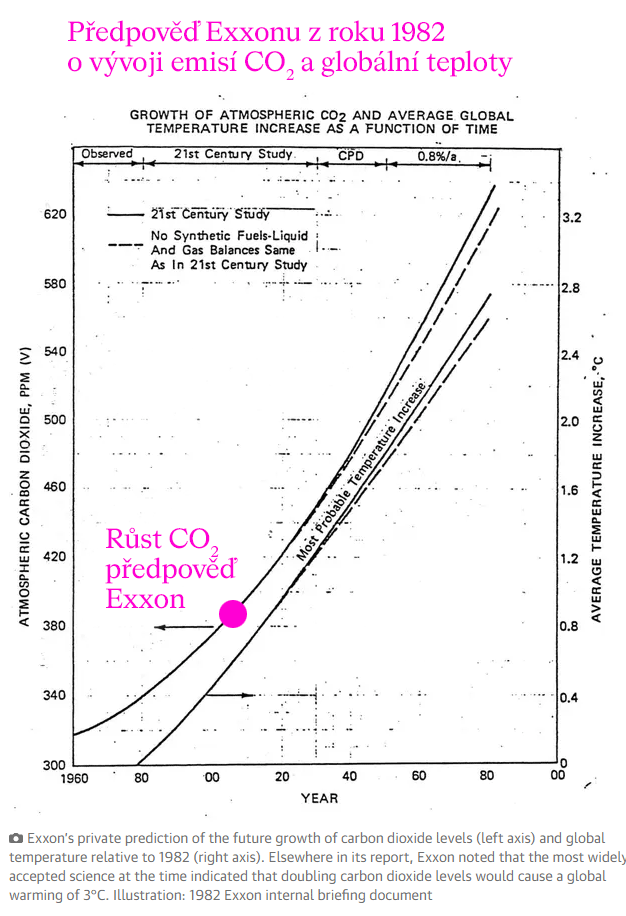 Předpověď Exxonu z roku 1982
o vývoji emisí CO2 a globální teploty
GROWTH OF ATMOSPHERIC CO2 AND AVERAGE GLOBAL
TEMPERATURE INCREASE AS A FUNCTION OF TIME
Observed 21st Century Study CPD 0.8%/a
21st Century Study
No Synthetic Fuels-Liquid
And Gas Balances Same
As In 21st Century Study
ATMOSPHERIC CARBON DIOXIDE, PPM (V)
620
580
540
500
460
420
380
340
300
Most Probable Temperature Increase
Růst CO2
předpověď
Exxon
3.2
2.8
2.4
2.0
1.6
1.2
0.8
0.4
0
AVERAGE TEMPERATURE INCREASE, °C
1960 80 00 20 40 60 80 00
YEAR
Exxon's private prediction of the future growth of carbon dioxide levels (left axis) and global
temperature relative to 1982 (right axis). Elsewhere in its report, Exxon noted that the most widely
accepted science at the time indicated that doubling carbon dioxide levels would cause a global
warming of 3°C. Illustration: 1982 Exxon internal briefing document